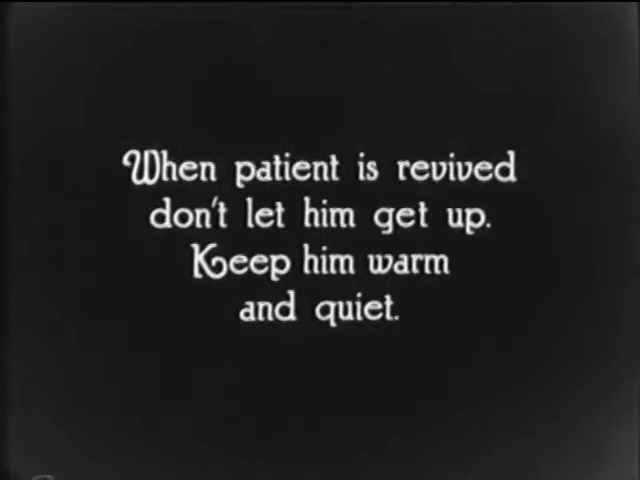 When patient is revived
don't let him get up.
Keep him warm
and quiet.